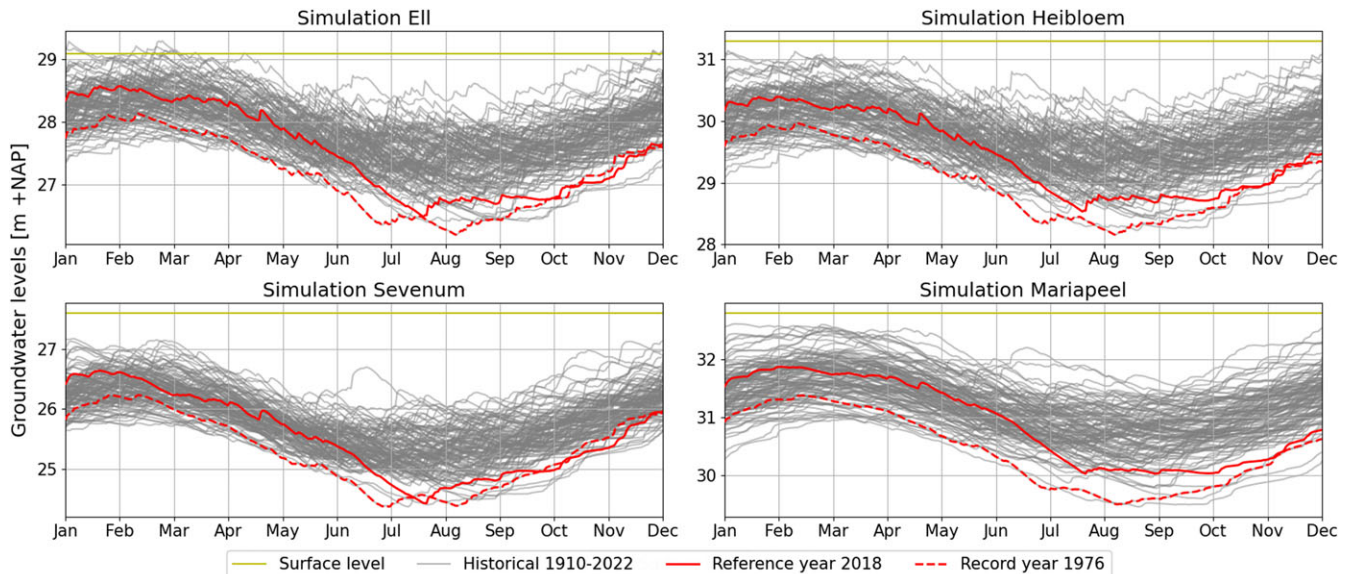 Simulation Ell
Simulation Heibloem
Groundwater levels [m +NAP]
29
28
27
Jan Feb Mar Apr May Jun Jul Aug Sep Oct Nov Dec
31
30
29
28
Jan Feb Mar Apr May Jun Jul Aug Sep Oct Nov Dec
Simulation Sevenum
Simulation Mariapeel
27
26
25
Jan Feb Mar Apr May Jun Jul Aug Sep Oct Nov Dec
32
31
30
Jan Feb Mar Apr May Jun Jul Aug Sep Oct Nov Dec
Surface level Historical 1910-2022 Reference year 2018 Record year 1976